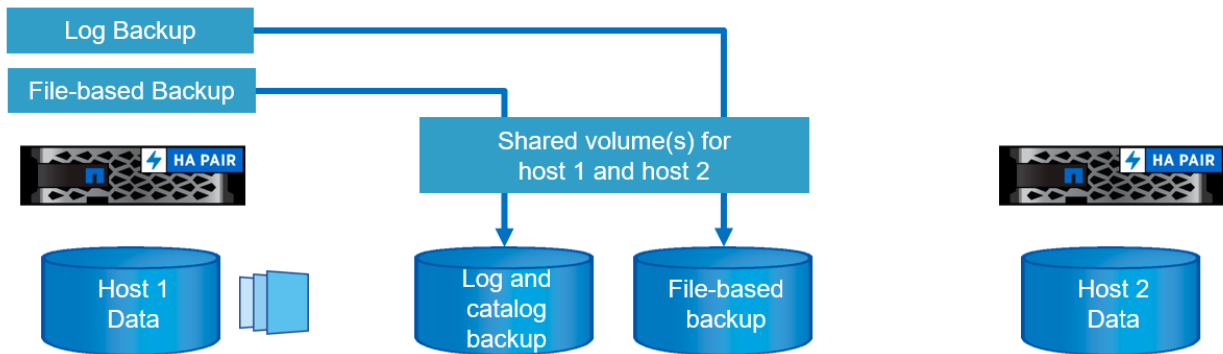 Log Backup
File-based Backup
Shared volume(s) for
host 1 and host 2
HA PAIR
HA PAIR
Host 1
Data
Log and
catalog
backup
File-based
backup
Host 2
Data